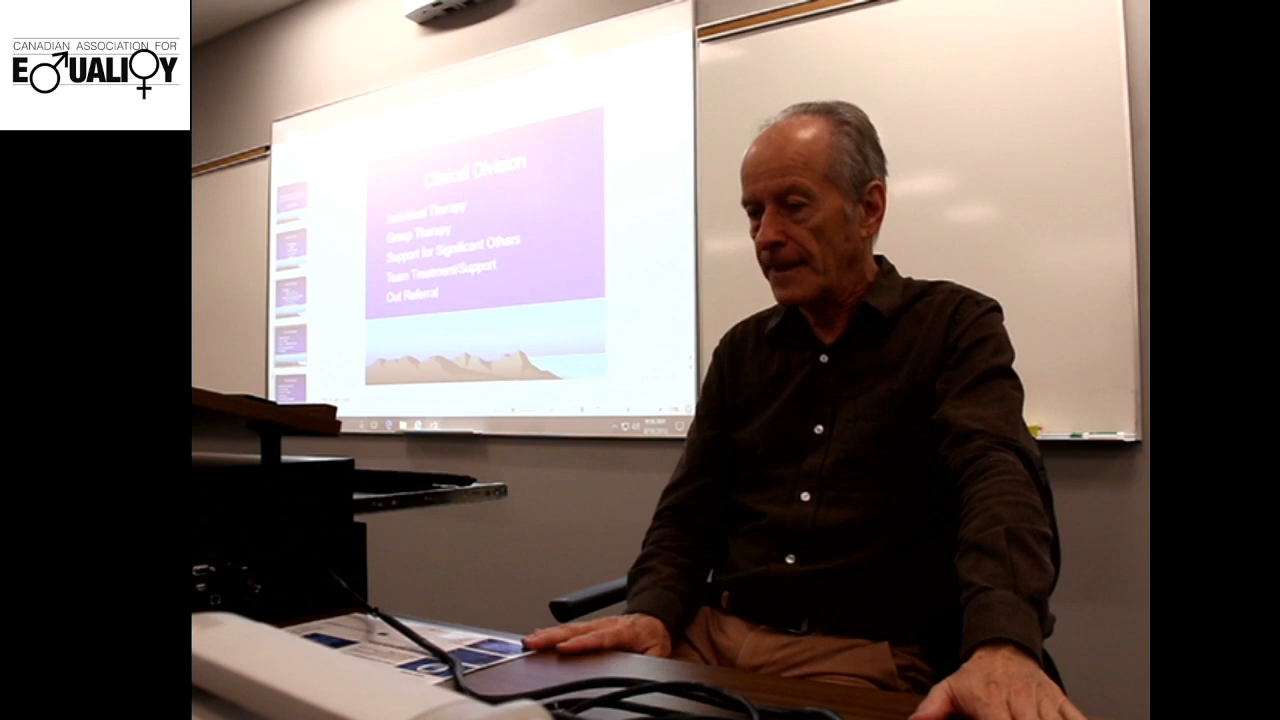 CANADIAN ASSOCIATION FOR
EQUALITY
Clinical Division
Individual Therapy
Group Therapy
Support for Significant Others
Team Treatment/Support
Out Referral